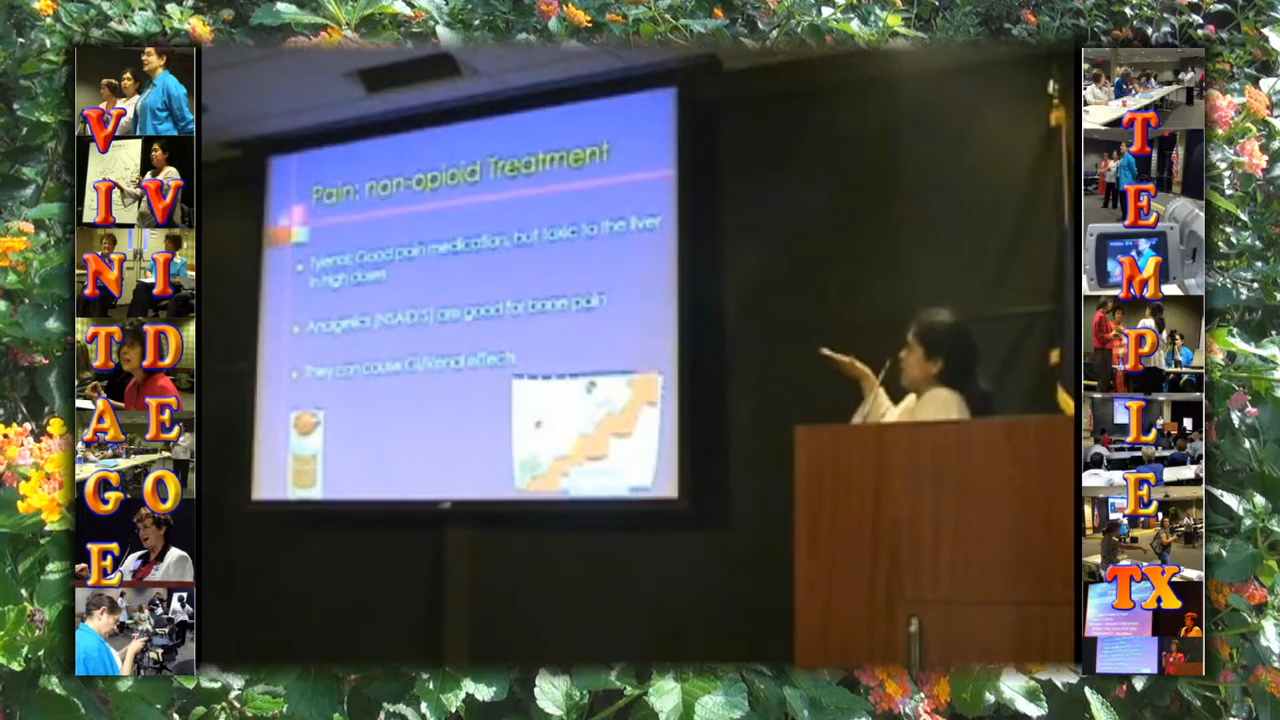 VINTAGE
VIDEO
Pain: non-opioid Treatment
Tylenol: Good pain medication, but toxic to the liver
in high doses
Analgesics (NSAID'S) are good for bone pain
They can cause GI/Renal effects
TEMPLE
TX